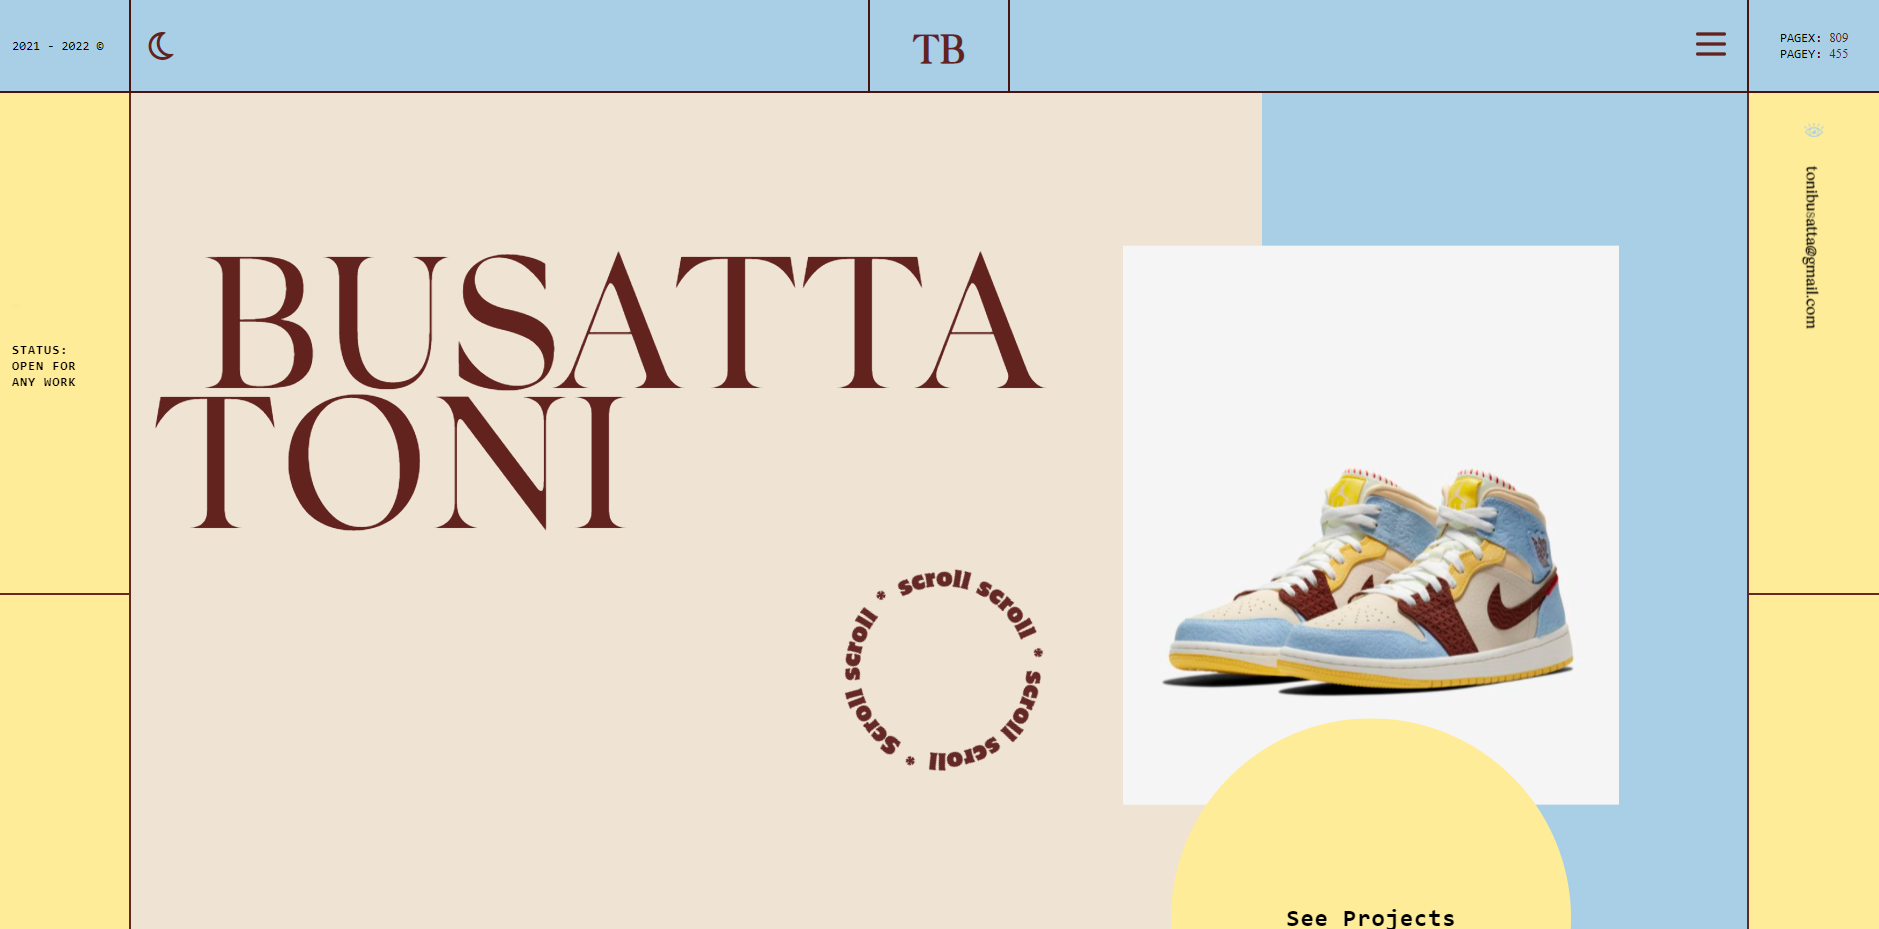 2021 - 2022 ©
TB
PAGEX: 809
PAGEY: 455
tonibusatta@gmail.com
BUSATTA
TONI
STATUS:
OPEN FOR
ANY WORK
scroll scroll * scroll scroll scroll * Scroll scroll *
See Projects